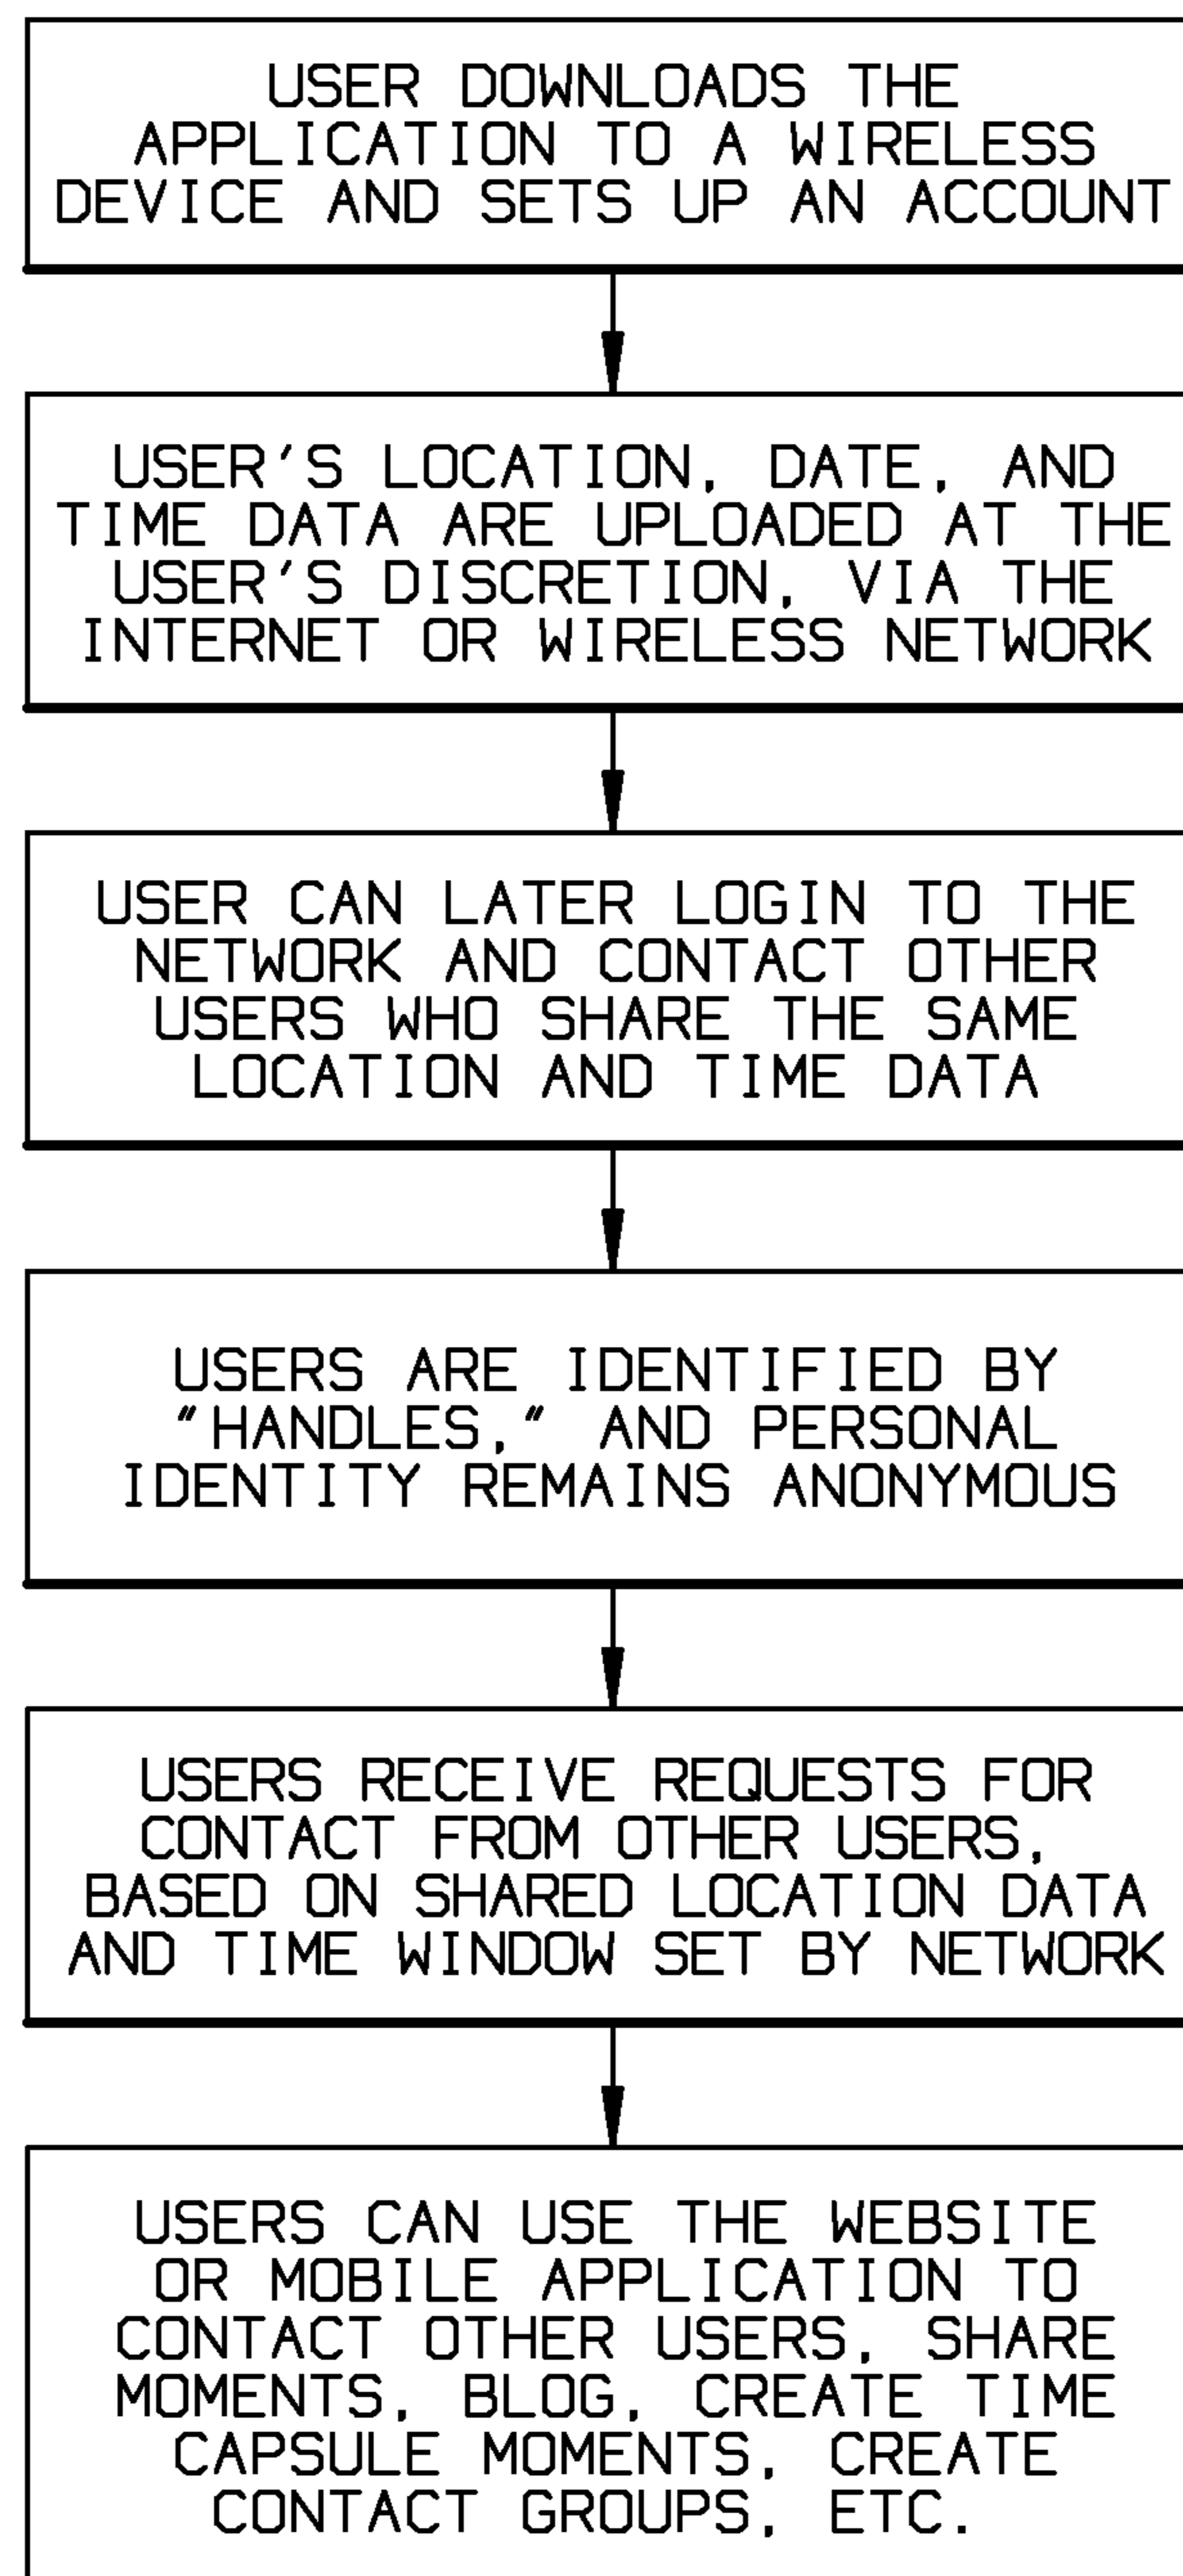 USER DOWNLOADS THE
APPLICATION TO A WIRELESS
DEVICE AND SETS UP AN ACCOUNT
USER'S LOCATION, DATE, AND
TIME DATA ARE UPLOADED AT THE
USER'S DISCRETION, VIA THE
INTERNET OR WIRELESS NETWORK
USER CAN LATER LOGIN TO THE
NETWORK AND CONTACT OTHER
USERS WHO SHARE THE SAME
LOCATION AND TIME DATA
USERS ARE IDENTIFIED BY
"HANDLES," AND PERSONAL
IDENTITY REMAINS ANONYMOUS
USERS RECEIVE REQUESTS FOR
CONTACT FROM OTHER USERS,
BASED ON SHARED LOCATION DATA
AND TIME WINDOW SET BY NETWORK
USERS CAN USE THE WEBSITE
OR MOBILE APPLICATION TO
CONTACT OTHER USERS, SHARE
MOMENTS, BLOG, CREATE TIME
CAPSULE MOMENTS, CREATE
CONTACT GROUPS, ETC.